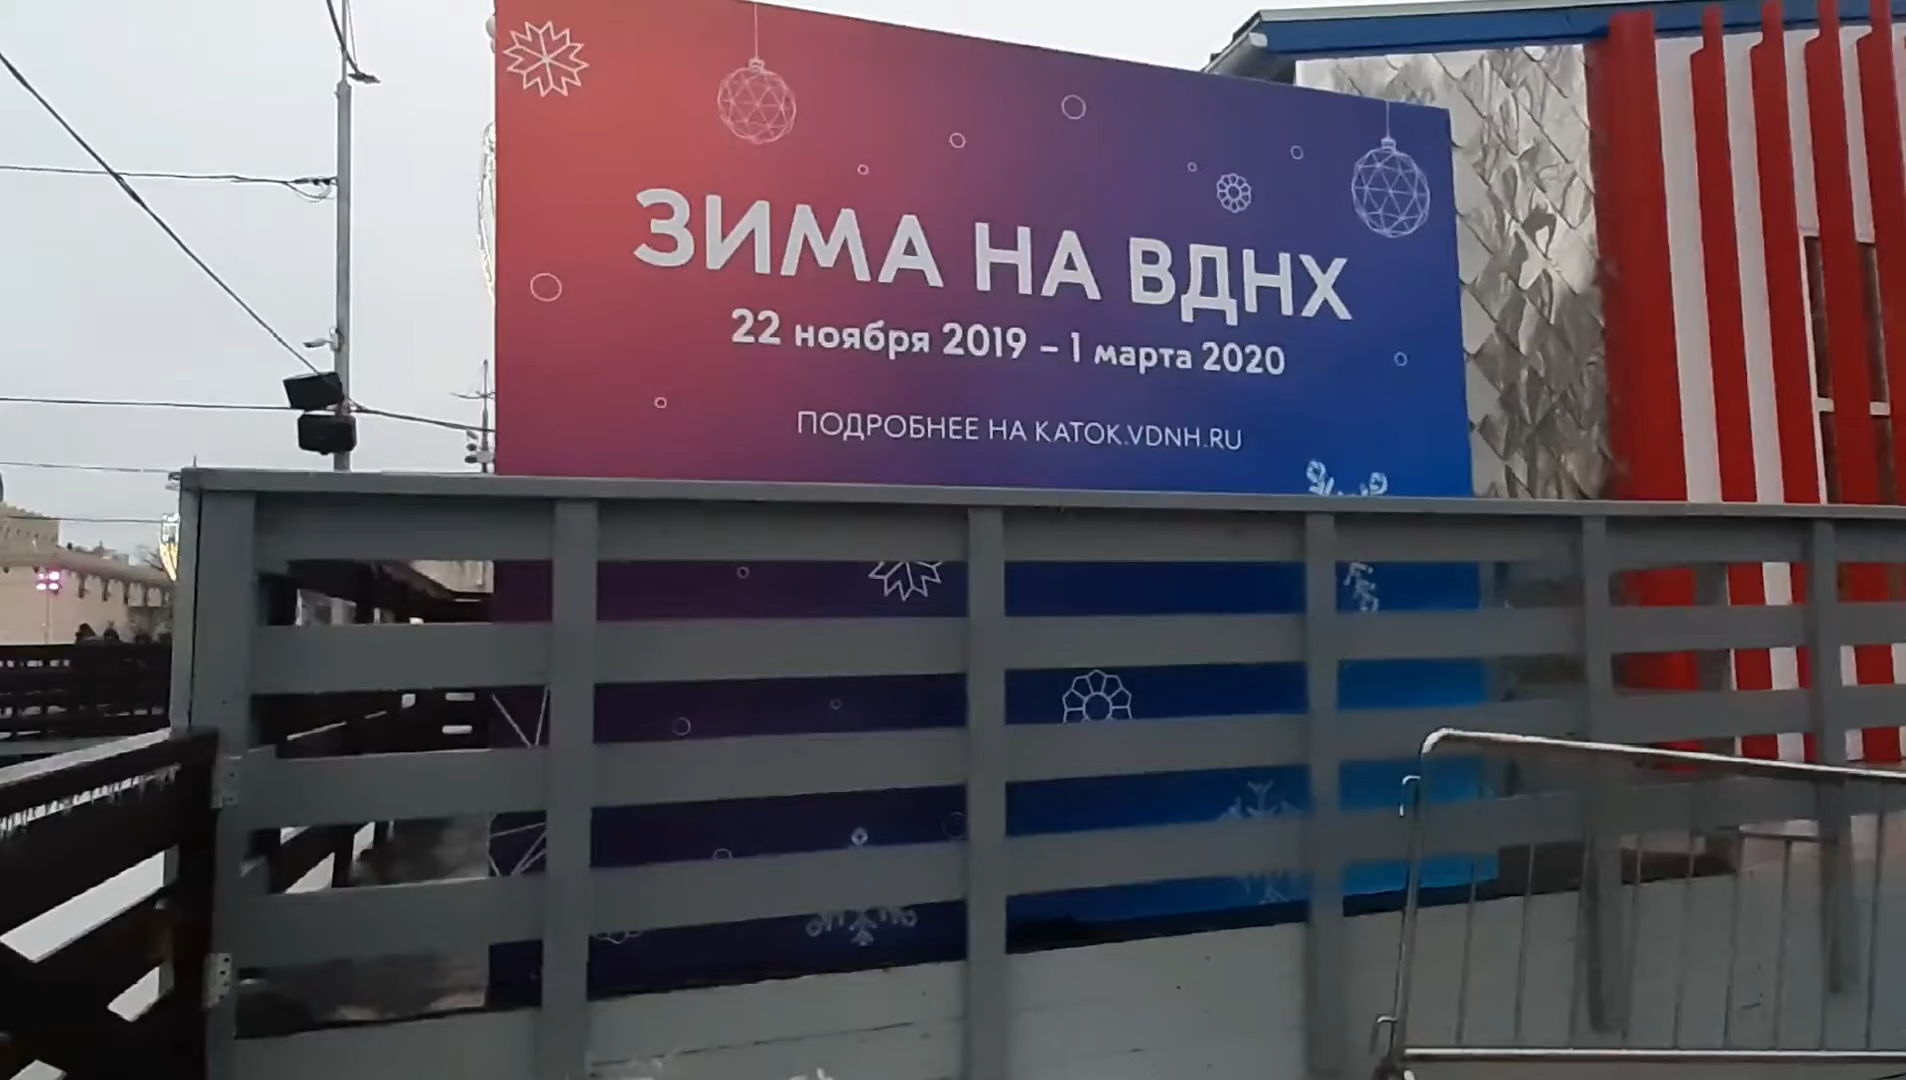 ЗИМА НА ВДНХ
22 ноября 2019 – 1 марта 2020
ПОДРОБНЕЕ НА KATOK.VDNH.RU